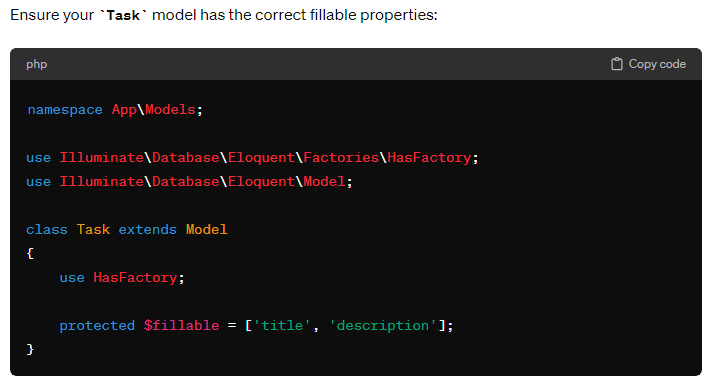 Ensure your `Task` model has the correct fillable properties:
php
Copy code
namespace App\Models;
use Illuminate\Database\Eloquent\Factories\HasFactory;
use Illuminate\Database\Eloquent\Model;
class Task extends Model
{
use HasFactory;
protected $fillable = ['title', 'description'];
}